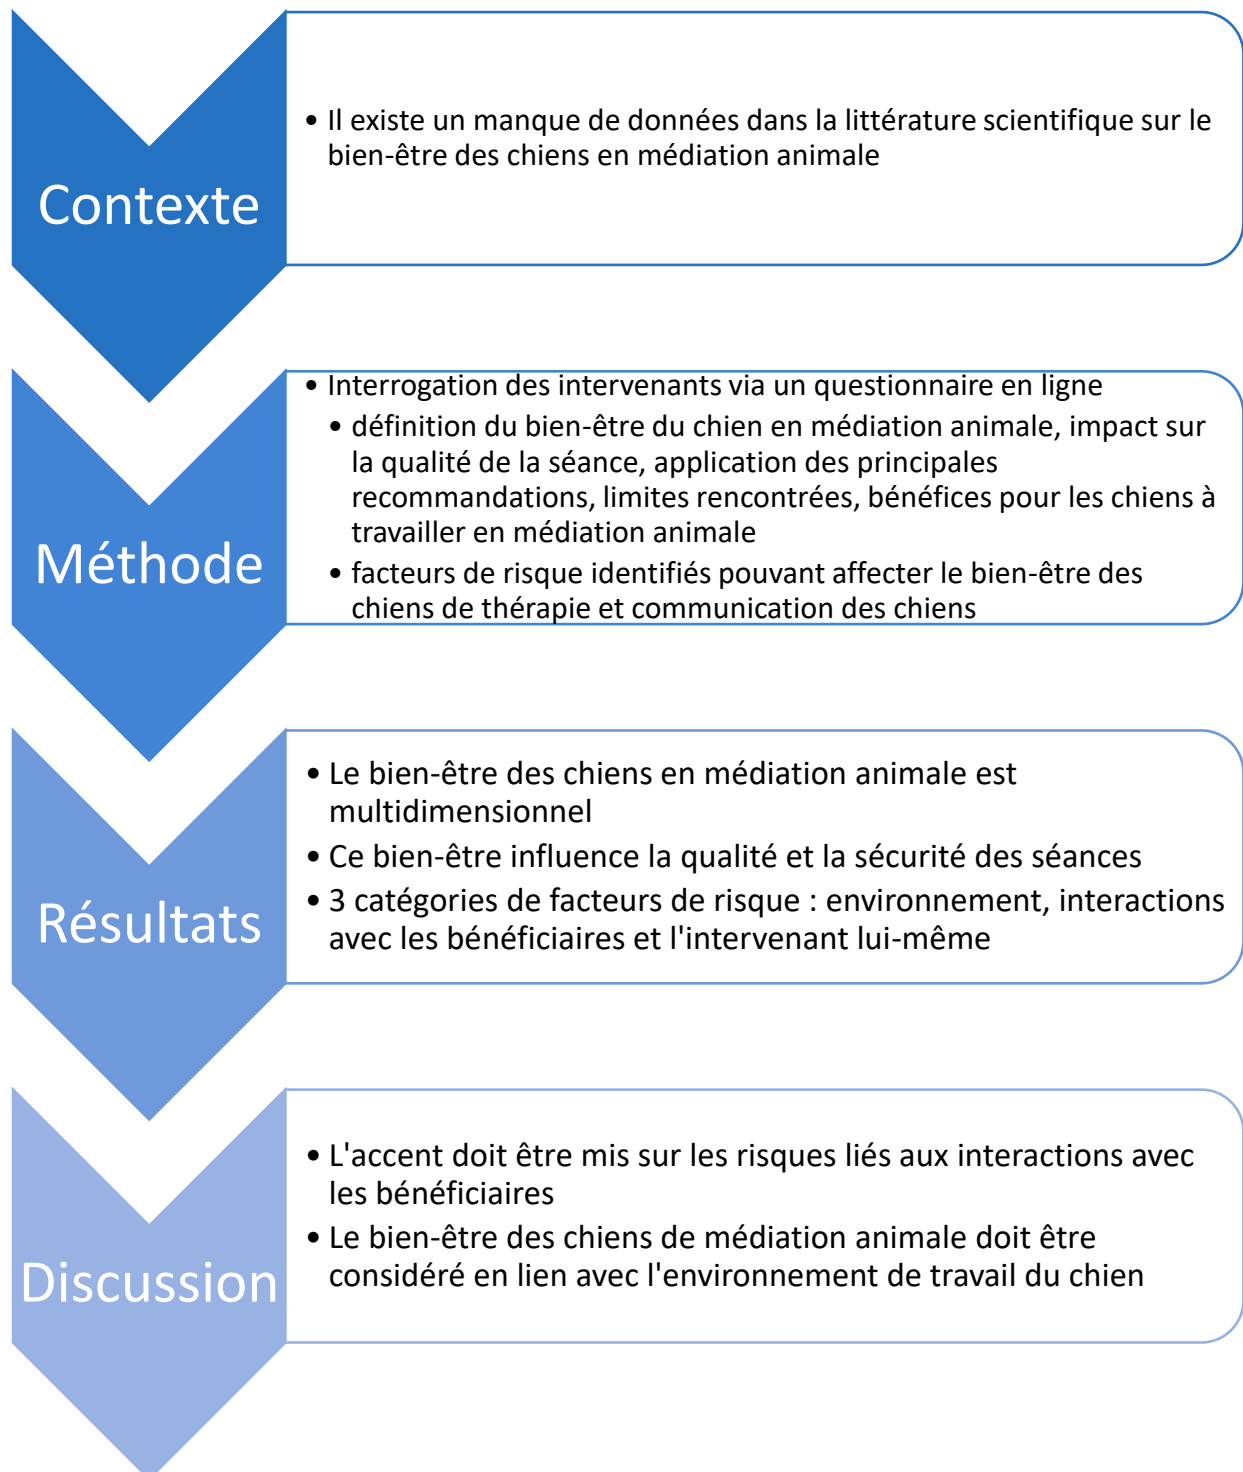 Contexte
• Il existe un manque de données dans la littérature scientifique sur le
bien-être des chiens en médiation animale
Méthode
• Interrogation des intervenants via un questionnaire en ligne
• définition du bien-être du chien en médiation animale, impact sur
la qualité de la séance, application des principales
recommandations, limites rencontrées, bénéfices pour les chiens à
travailler en médiation animale
• facteurs de risque identifiés pouvant affecter le bien-être des
chiens de thérapie et communication des chiens
Résultats
• Le bien-être des chiens en médiation animale est
multidimensionnel
• Ce bien-être influence la qualité et la sécurité des séances
• 3 catégories de facteurs de risque : environnement, interactions
avec les bénéficiaires et l'intervenant lui-même
Discussion
• L'accent doit être mis sur les risques liés aux interactions avec
les bénéficiaires
• Le bien-être des chiens de médiation animale doit être
considéré en lien avec l'environnement de travail du chien